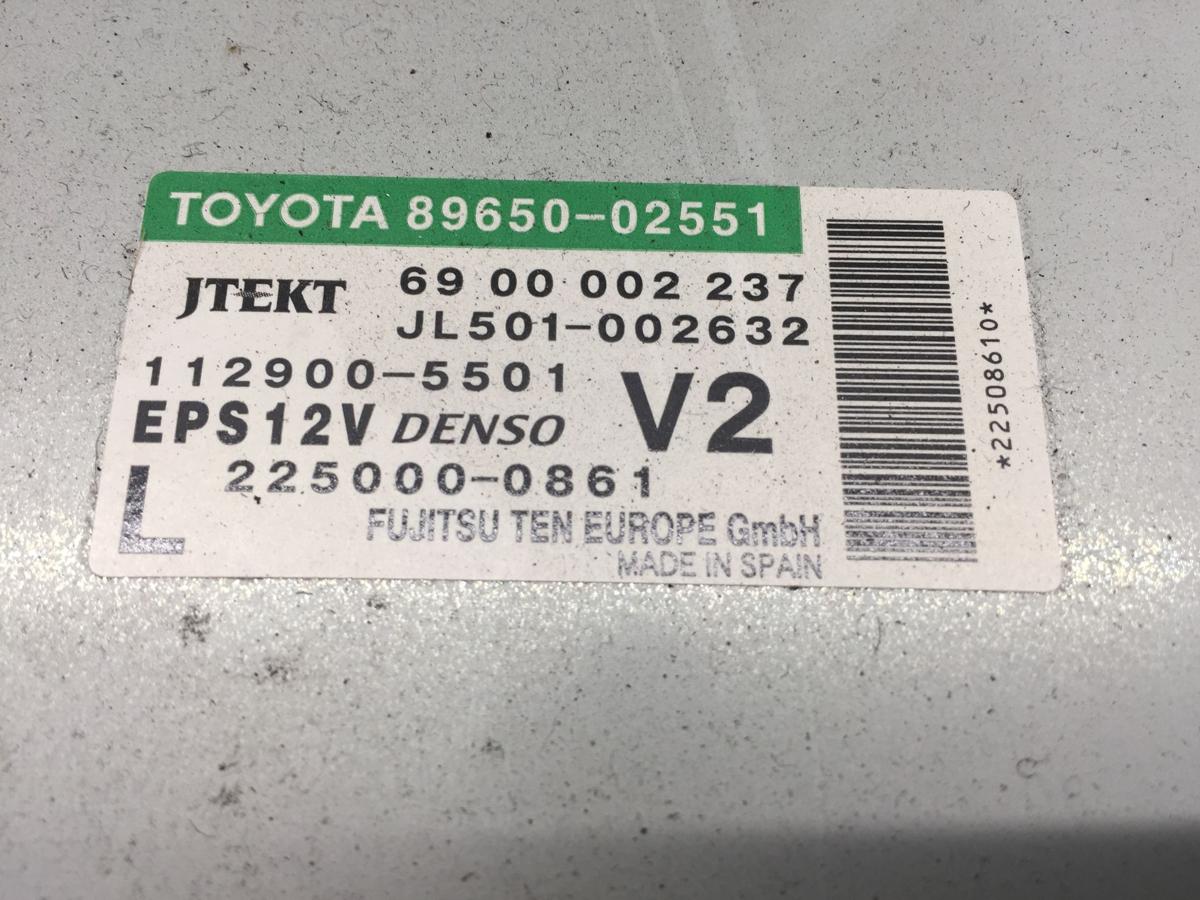 TOYOTA 89650-02551
JTEKT 69 00 002 237
JL501-002632
112900-5501
EPS12V DENSO V2
225000-0861
L
FUJITSU TEN EUROPE GmbH
MADE IN SPAIN
*22508610*